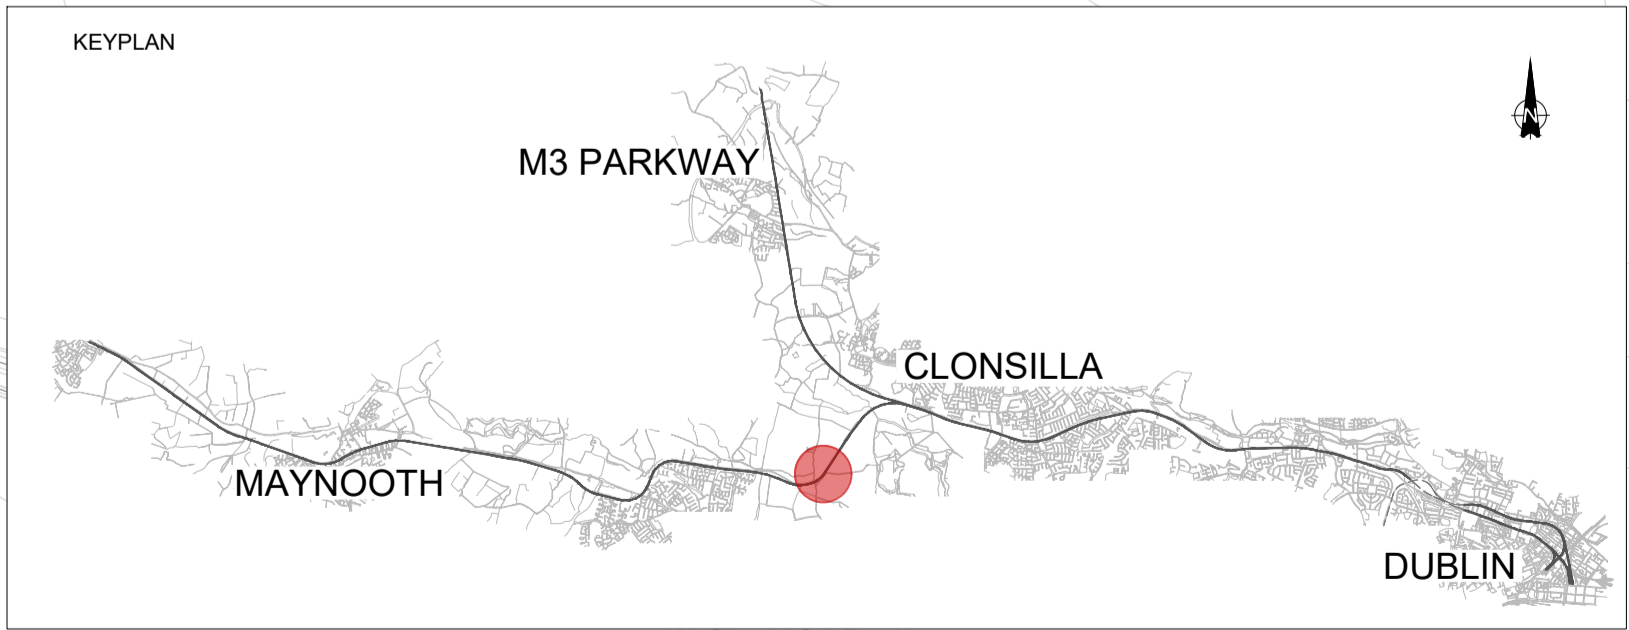 KEYPLAN
N
M3 PARKWAY
CLONSILLA
MAYNOOTH
DUBLIN